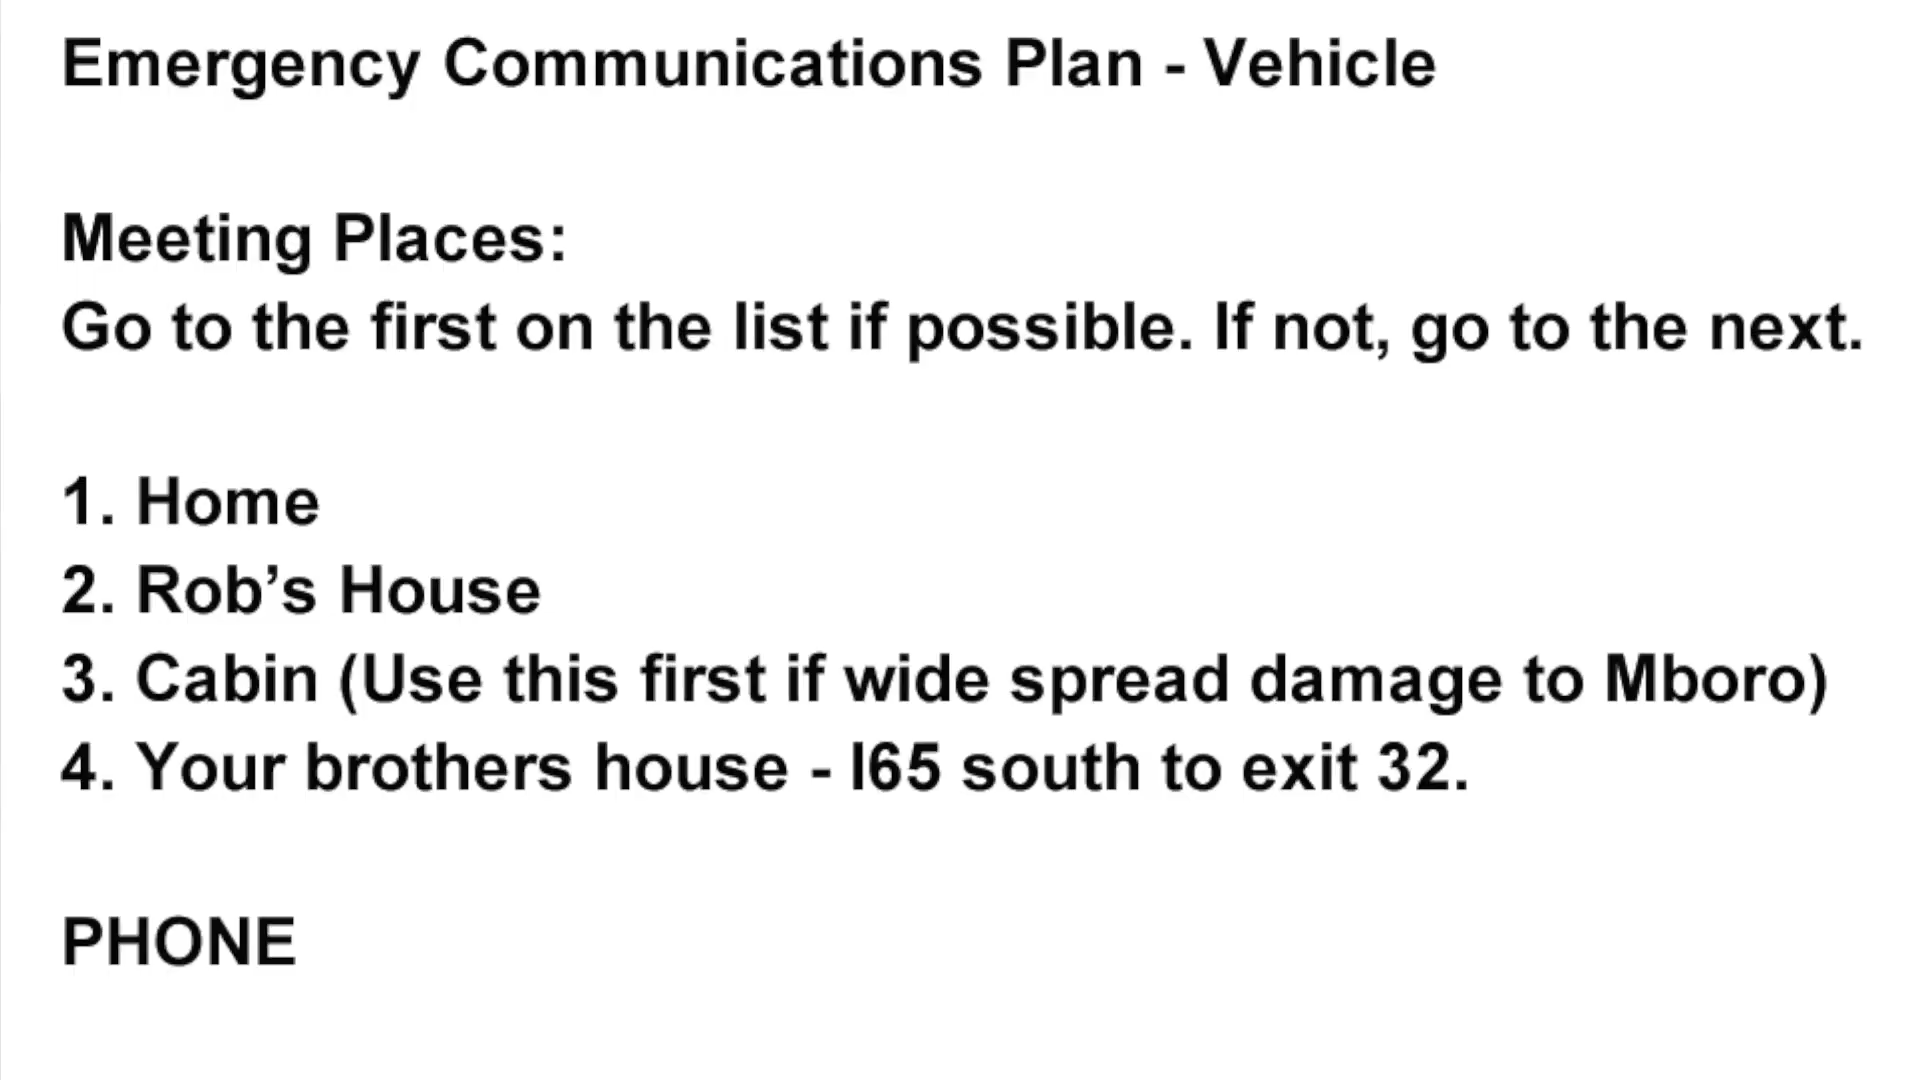 Emergency Communications Plan - Vehicle
Meeting Places:
Go to the first on the list if possible. If not, go to the next.
1. Home
2. Rob’s House
3. Cabin (Use this first if wide spread damage to Mboro)
4. Your brothers house - I65 south to exit 32.
PHONE